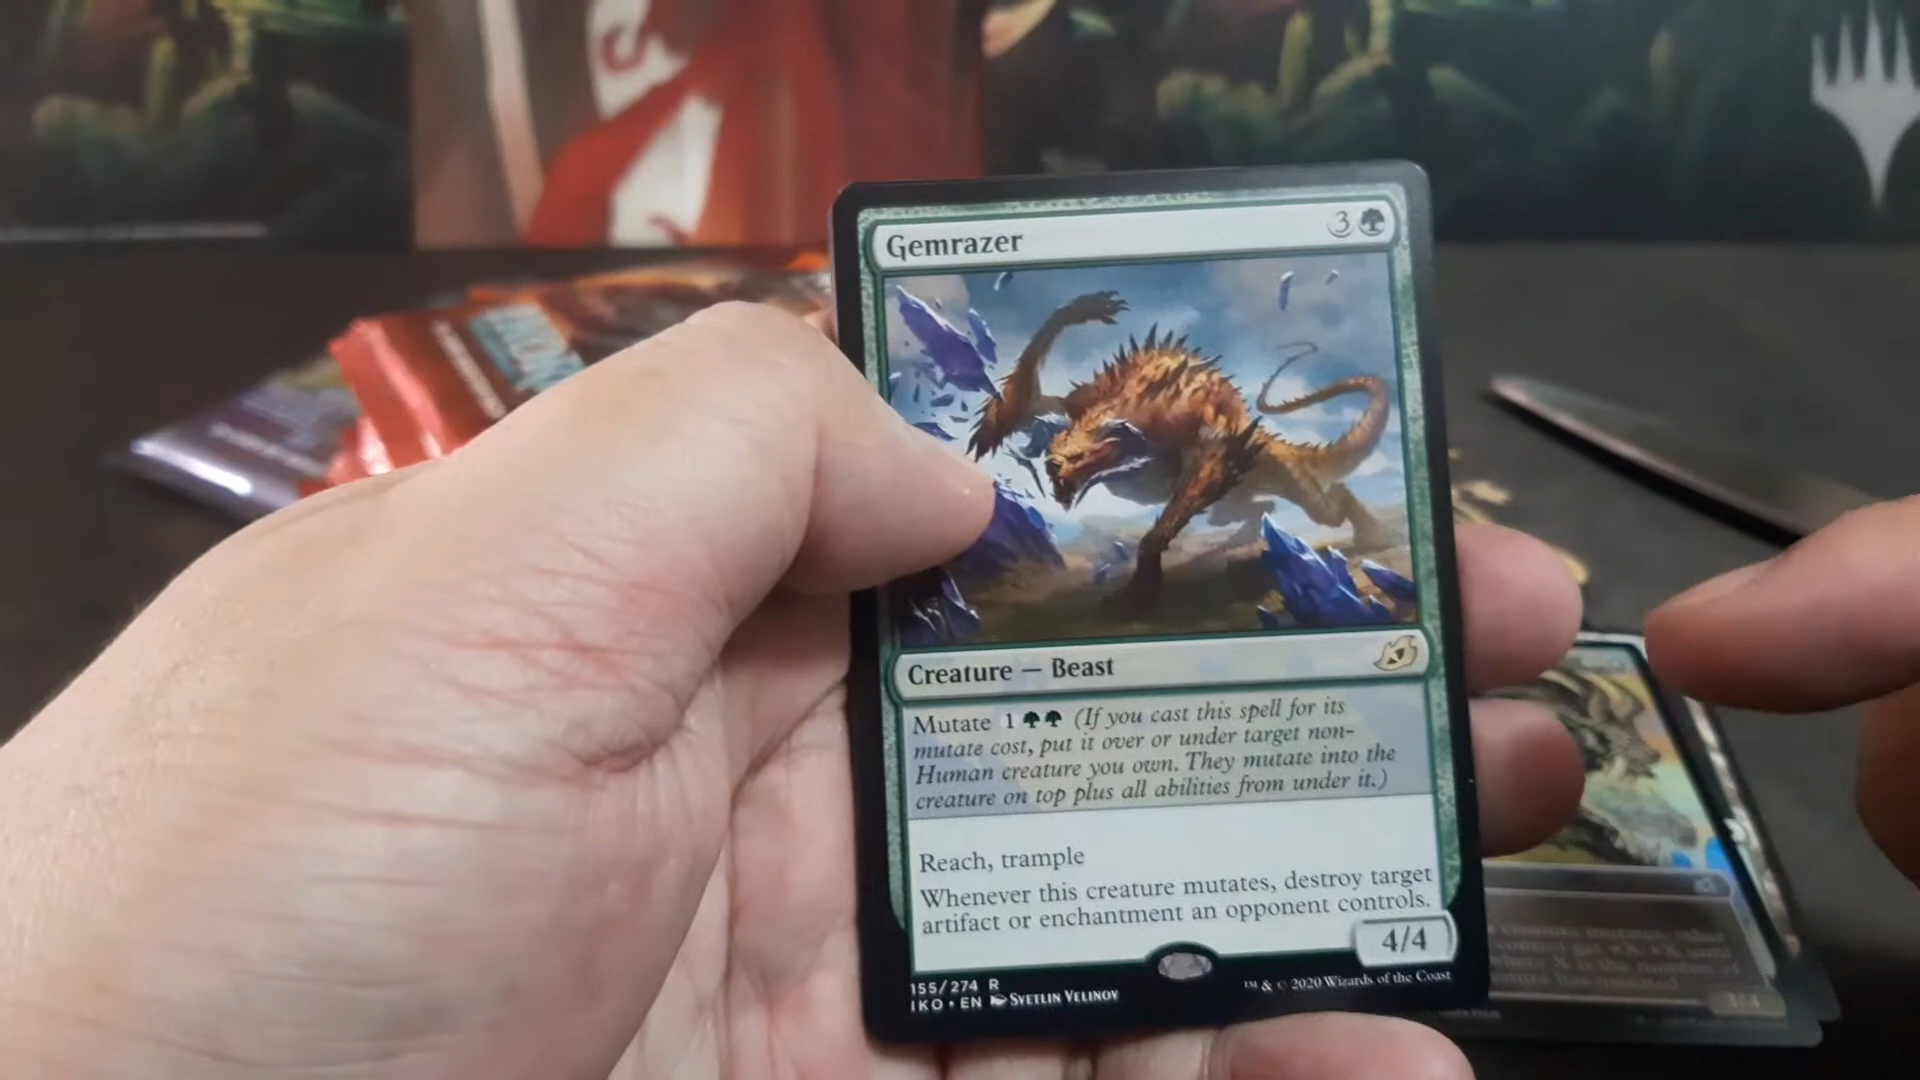 Gemrazer 3
Creature — Beast
Mutate 1 (If you cast this spell for its
mutate cost, put it over or under target non-
Human creature you own. They mutate into the
creature on top plus all abilities from under it.)
Reach, trample
Whenever this creature mutates, destroy target
artifact or enchantment an opponent controls.
4/4
155/274 R
IKO • EN SVETLIN VELINOV
™ & © 2020 Wizards of the Coast